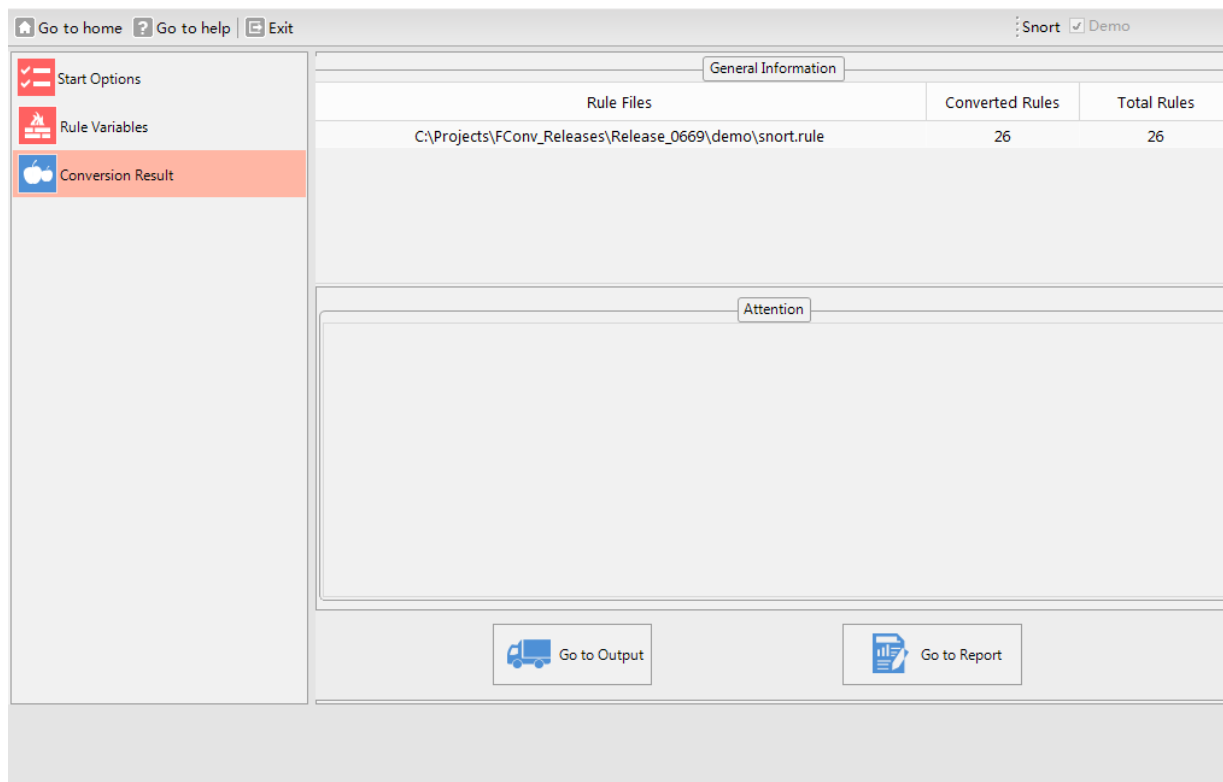 Go to home ? Go to help Exit Snort Demo
Start Options
Rule Variables
Conversion Result
General Information
Rule Files Converted Rules Total Rules
C:\Projects\FConv_Releases\Release_0669\demo\snort.rule 26 26
Attention
Go to Output Go to Report